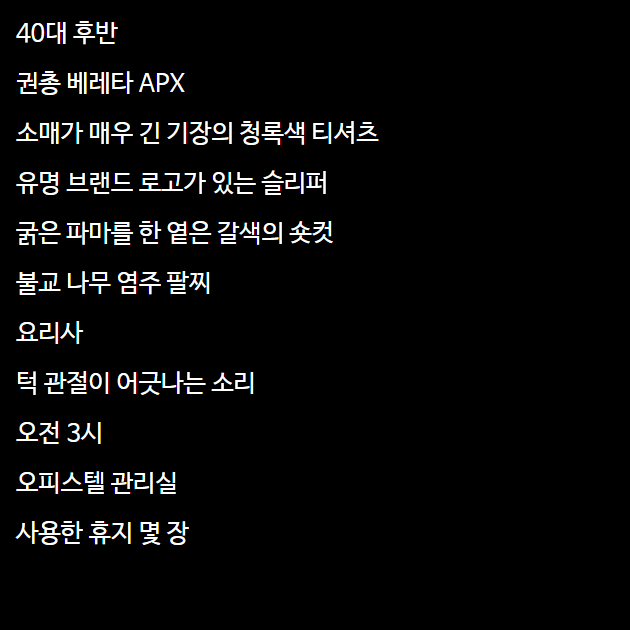 40대 후반
권총 베레타 APX
소매가 매우 긴 기장의 청록색 티셔츠
유명 브랜드 로고가 있는 슬리퍼
굵은 파마를 한 옅은 갈색의 숏컷
불교 나무 염주 팔찌
요리사
턱 관절이 어긋나는 소리
오전 3시
오피스텔 관리실
사용한 휴지 몇 장